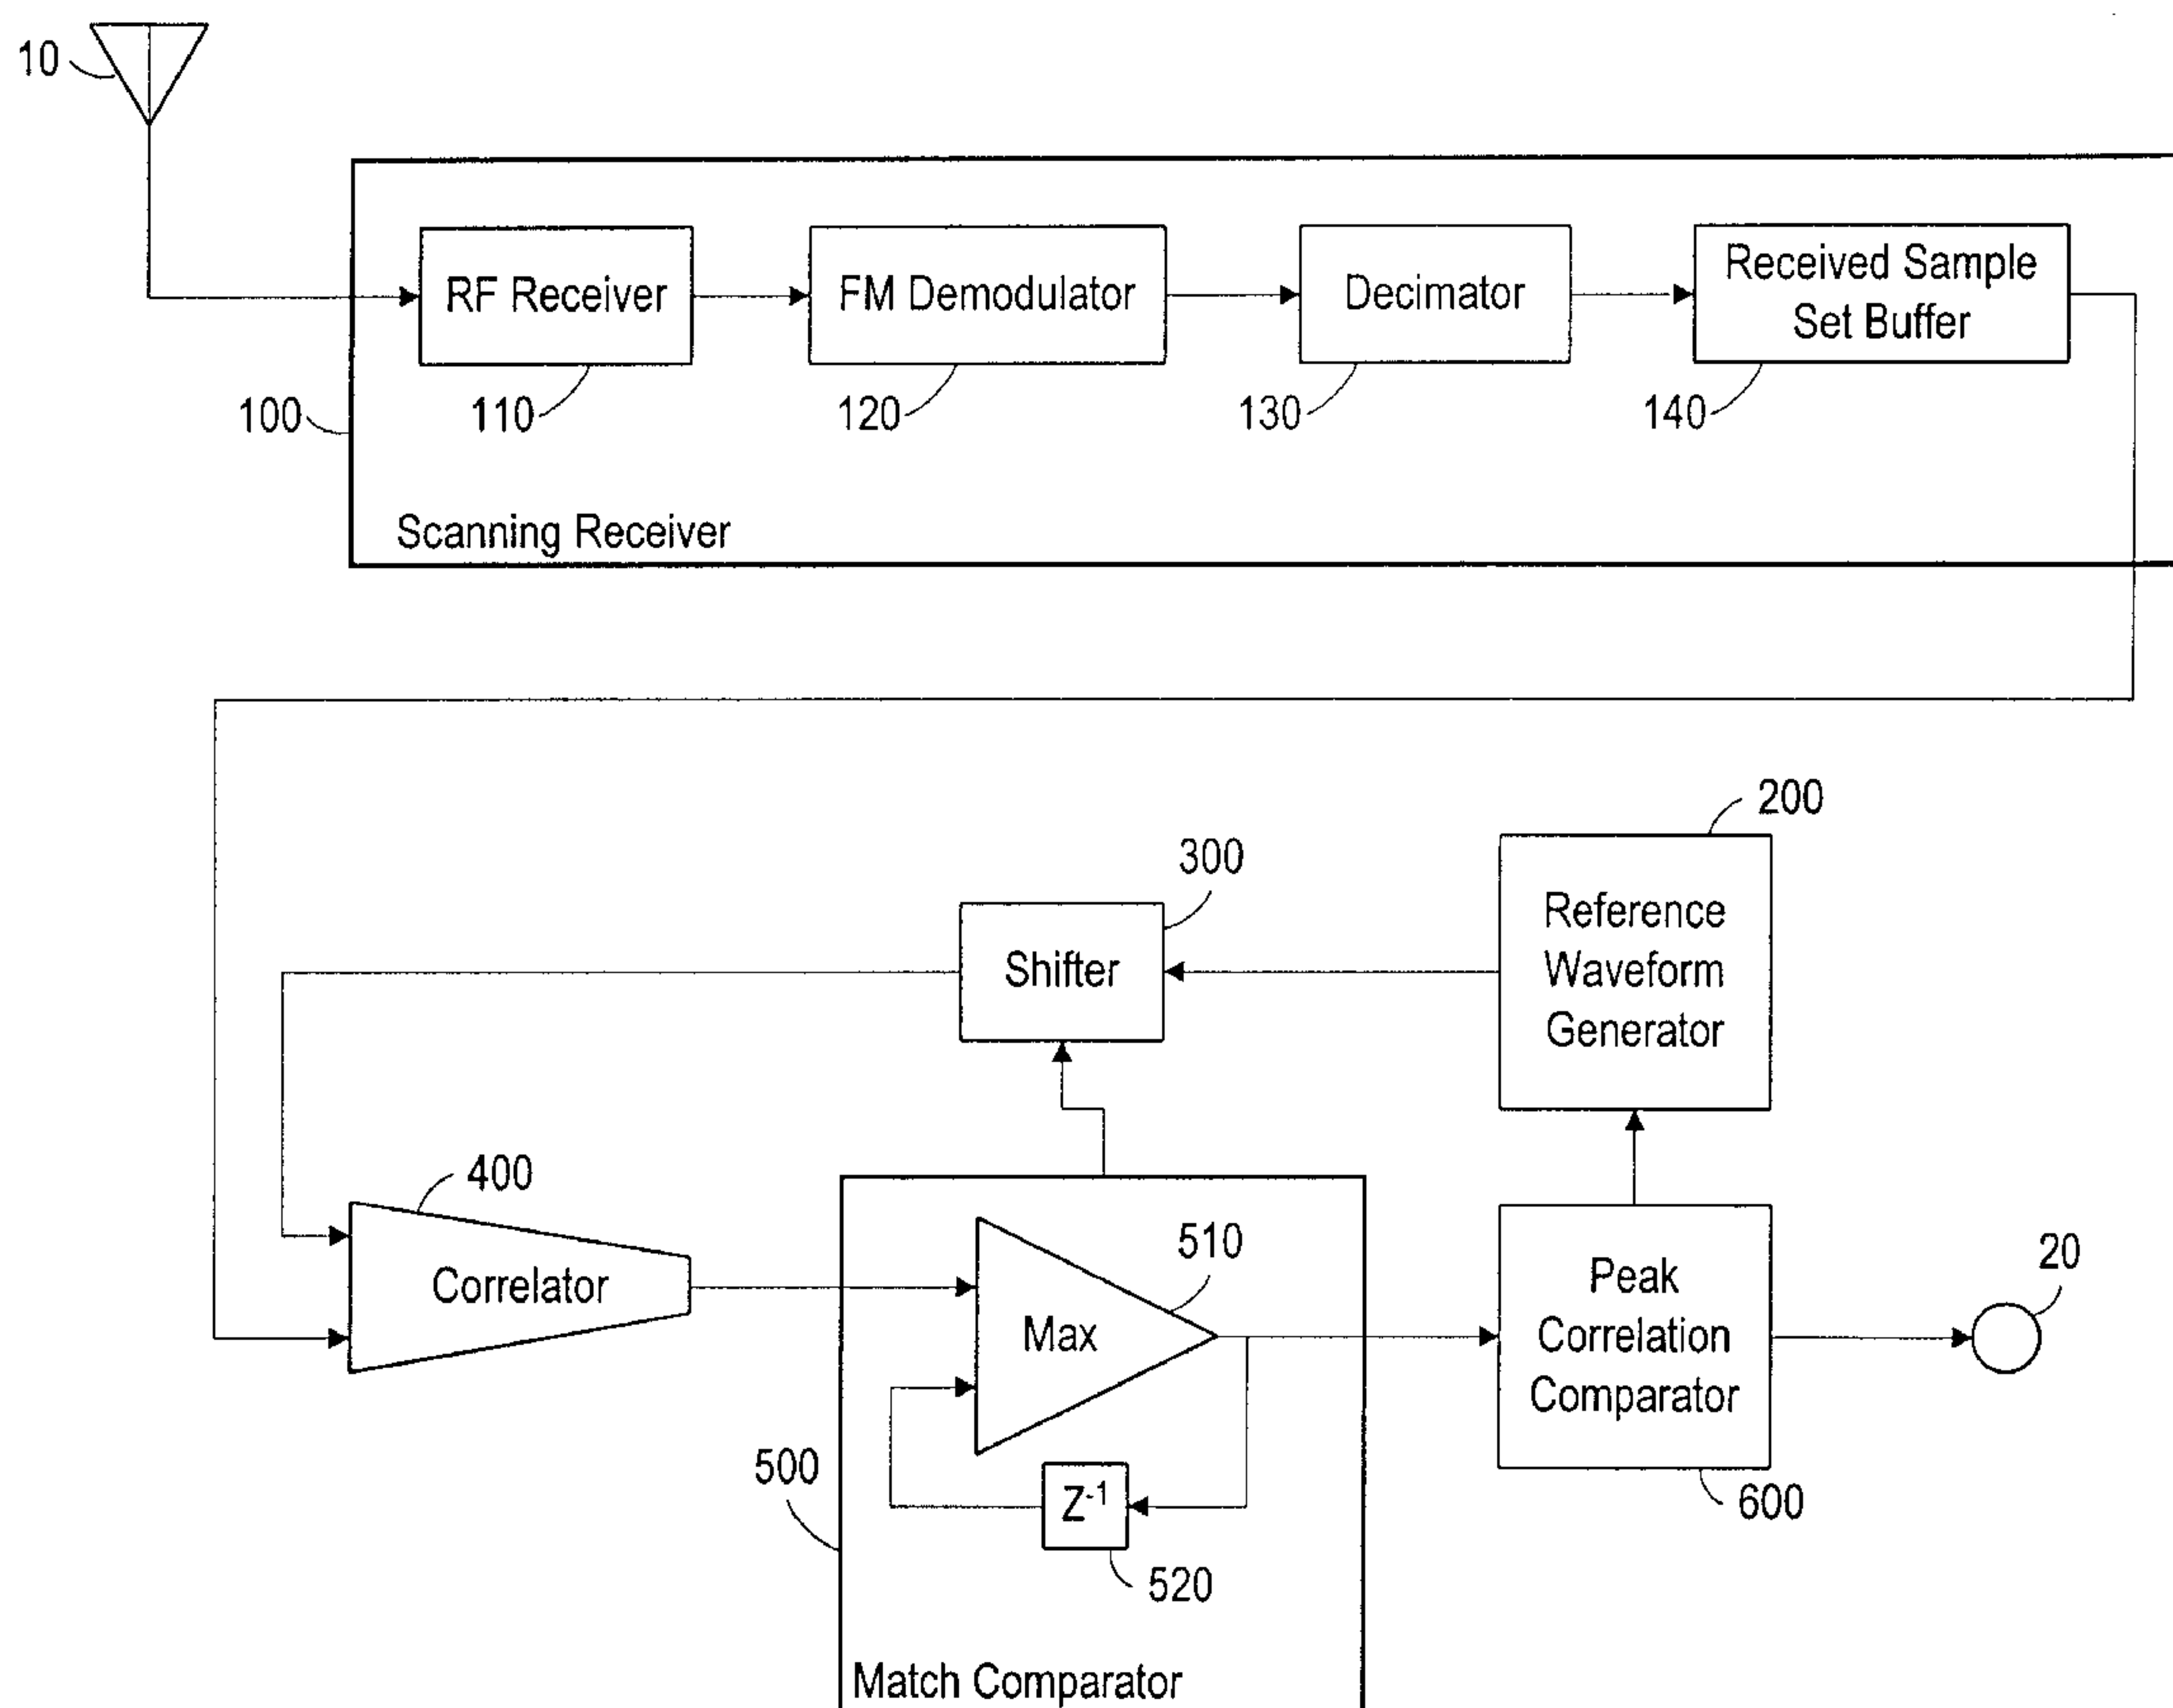 10
RF Receiver
FM Demodulator
Decimator
Received Sample
Set Buffer
100
110
120
130
140
Scanning Receiver
200
300
Shifter
Reference
Waveform
Generator
400
Correlator
510
Max
Peak
Correlation
Comparator
20
500
Z-1
520
600
Match Comparator